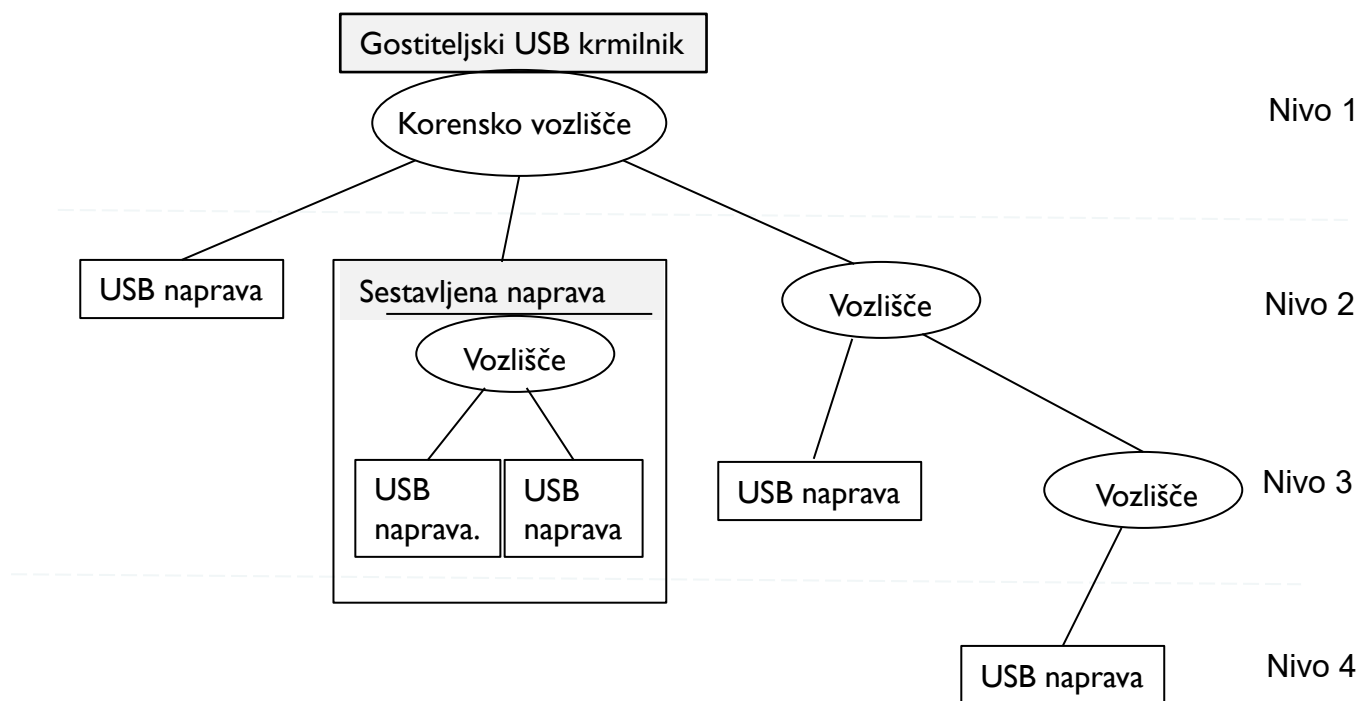 Gostiteljski USB krmilnik
Korensko vozlišče
Nivo 1
USB naprava
Sestavljena naprava
Vozlišče
Nivo 2
Vozlišče
USB
naprava.
USB
naprava
USB naprava
Vozlišče
Nivo 3
USB naprava
Nivo 4